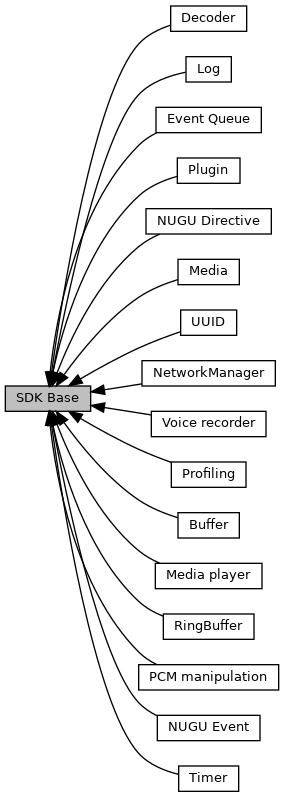 Decoder
Log
Event Queue
Plugin
NUGU Directive
Media
UUID
NetworkManager
SDK Base
Voice recorder
Profiling
Buffer
Media player
RingBuffer
PCM manipulation
NUGU Event
Timer